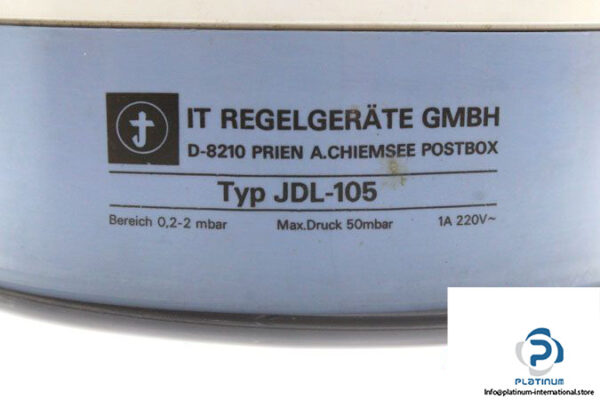 IT REGELGERÄTE GMBH
D-8210 PRIEN A.CHIEMSEE POSTBOX
Typ JDL-105
Bereich 0,2-2 mbar Max.Druck 50mbar 1A 220V~
PLATINUM
Info@platinum-international.store